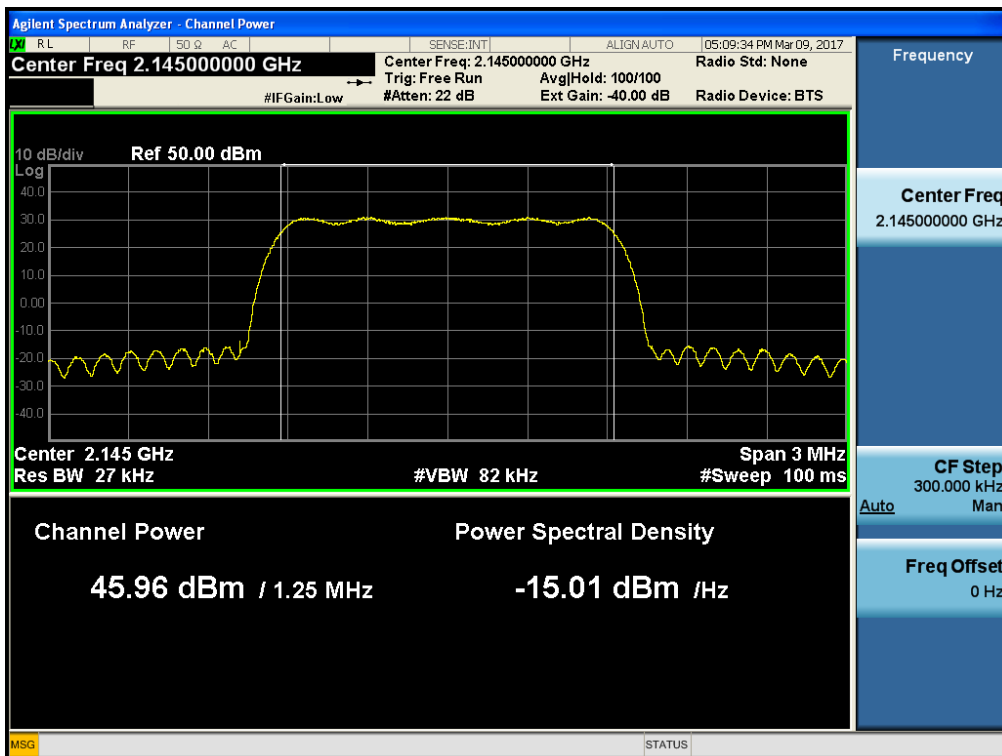 Agilent Spectrum Analyzer - Channel Power
LXI RL RF 50 Ω AC SENSE:INT ALIGN AUTO 05:09:34 PM Mar 09, 2017
Center Freq 2.145000000 GHz
#IFGain:Low
Center Freq: 2.145000000 GHz
Trig: Free Run Avg|Hold: 100/100
#Atten: 22 dB Ext Gain: -40.00 dB
Radio Std: None
Radio Device: BTS
10 dB/div Ref 50.00 dBm
Log
40.0
30.0
20.0
10.0
0.00
-10.0
-20.0
-30.0
-40.0
Center 2.145 GHz Span 3 MHz
Res BW 27 kHz #VBW 82 kHz #Sweep 100 ms
Channel Power Power Spectral Density
45.96 dBm / 1.25 MHz -15.01 dBm /Hz
Frequency
Center Freq
2.145000000 GHz
CF Step
300.000 kHz
Auto Man
Freq Offset
0 Hz
MSG STATUS